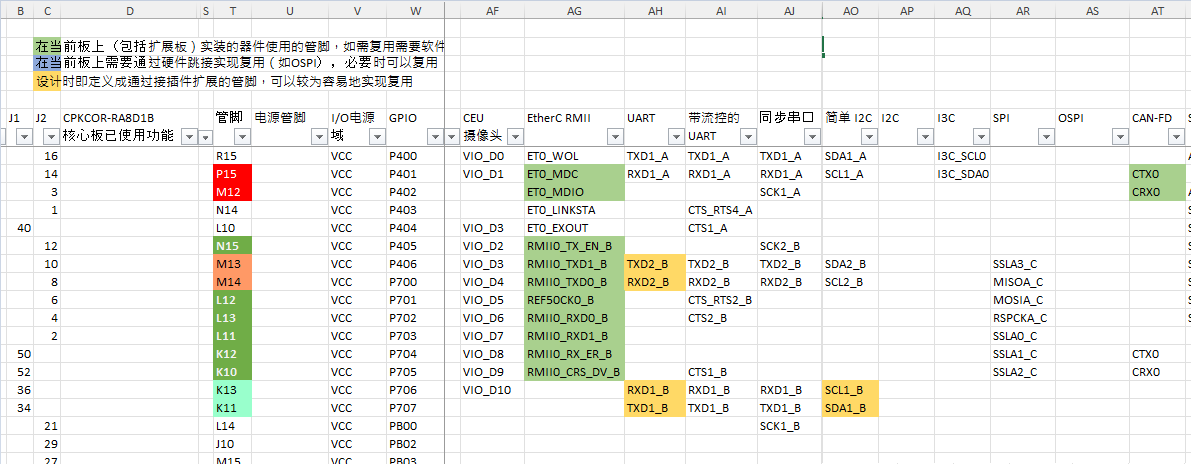 B C D S T U V W AF AG AH AI AJ AO AP AQ AR AS AT
在当前板上（包括扩展板）实装的器件使用的管脚，如需复用需要软件
在当前板上需要通过硬件跳接实现复用（如OSPI），必要时可以复用
设计时即定义成通过接插件扩展的管脚，可以较为容易地实现复用
J1 J2 CPKCOR-RA8D1B 管脚 电源管脚 I/O电源 GPIO CEU EtherC RMII UART 带流控的 同步串口 简单 I2C I2C I3C SPI OSPI CAN-FD
核心板已使用功能 域 摄像头 UART
16 R15 VCC P400 VIO_D0 ET0_WOL TXD1_A TXD1_A TXD1_A SDA1_A I3C_SCL0
14 P15 VCC P401 VIO_D1 ET0_MDC RXD1_A RXD1_A RXD1_A SCL1_A I3C_SDA0 CTX0
3 M12 VCC P402 ET0_MDIO SCK1_A CRX0
1 N14 VCC P403 ET0_LINKSTA CTS_RTS4_A
40 L10 VCC P404 VIO_D3 ET0_EXOUT CTS1_A
12 N15 VCC P405 VIO_D2 RMII0_TX_EN_B SCK2_B
10 M13 VCC P406 VIO_D3 RMII0_TXD1_B TXD2_B TXD2_B TXD2_B SDA2_B SSLA3_C
8 M14 VCC P700 VIO_D4 RMII0_TXD0_B RXD2_B RXD2_B RXD2_B SCL2_B MISOA_C
6 L12 VCC P701 VIO_D5 REF50CK0_B CTS_RTS2_B MOSIA_C
4 L13 VCC P702 VIO_D6 RMII0_RXD0_B CTS2_B RSPCKA_C
2 L11 VCC P703 VIO_D7 RMII0_RXD1_B SSLA0_C
50 K12 VCC P704 VIO_D8 RMII0_RX_ER_B SSLA1_C CTX0
52 K10 VCC P705 VIO_D9 RMII0_CRS_DV_B CTS1_B SSLA2_C CRX0
36 K13 VCC P706 VIO_D10 RXD1_B RXD1_B RXD1_B SCL1_B
34 K11 VCC P707 TXD1_B TXD1_B TXD1_B SDA1_B
21 L14 VCC PB00 SCK1_B
29 J10 VCC PB02
27 M15 VCC PB03